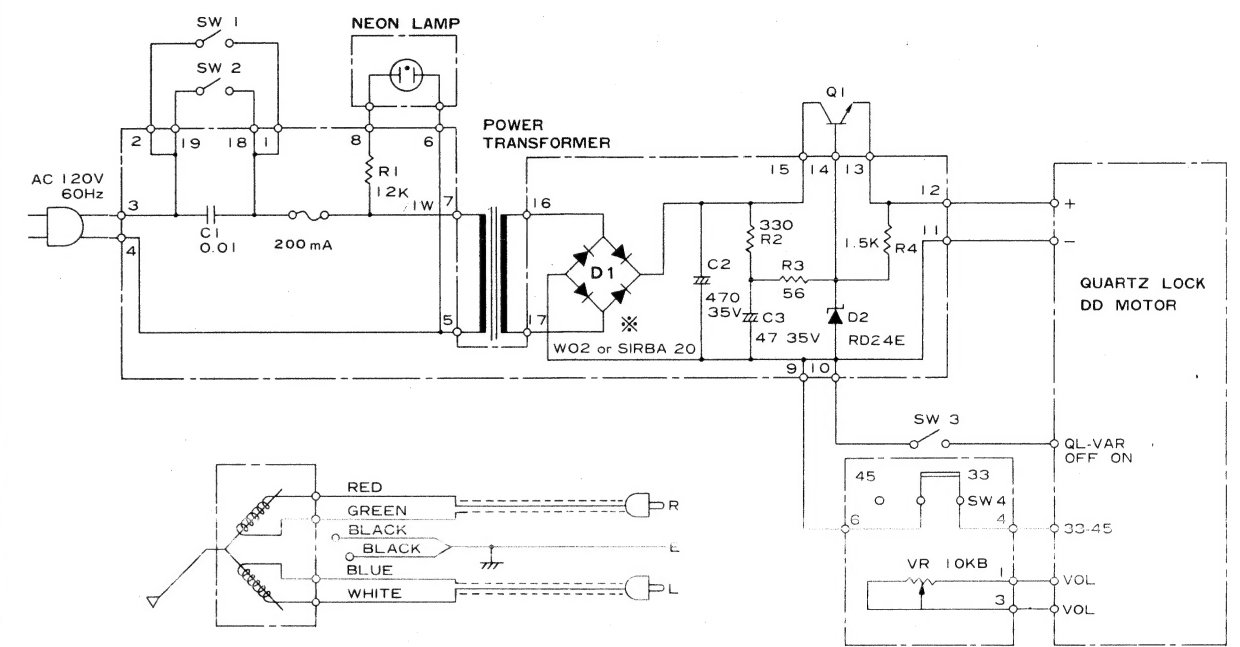 SW 1
SW 2
NEON LAMP
2 19 18 1
8 6
POWER
TRANSFORMER
Q1
15 14 13
AC 120V
60Hz
3
4
C1
0.01
200mA
R1
12K
1W
7
5
16
17
D1
※
WO2 or SIRBA 20
C2
470
35V
330
R2
R3
56
C3
47 35V
1.5K
R4
D2
RD24E
12
11
9 10
+
-
QUARTZ LOCK
DD MOTOR
SW 3
QL-VAR
OFF ON
45
33
SW4
6
4
33-45
VR 10KB
1
VOL
3
VOL
RED
GREEN
BLACK
BLACK
BLUE
WHITE
R
E
L